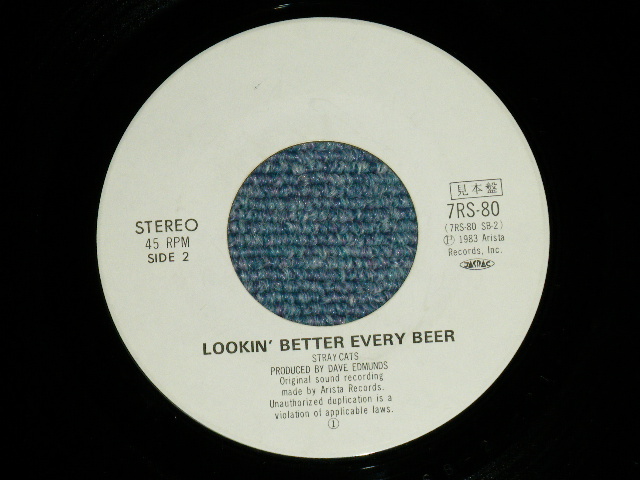 STEREO
45 RPM
SIDE 2
見本盤
7RS-80
(7RS-80 SB-2)
Ⓟ 1983 Arista
Records, Inc.
JASRAC
LOOKIN' BETTER EVERY BEER
STRAY CATS
PRODUCED BY DAVE EDMUNDS
Original sound recording
made by Arista Records.
Unauthorized duplication is a
violation of applicable laws.
①